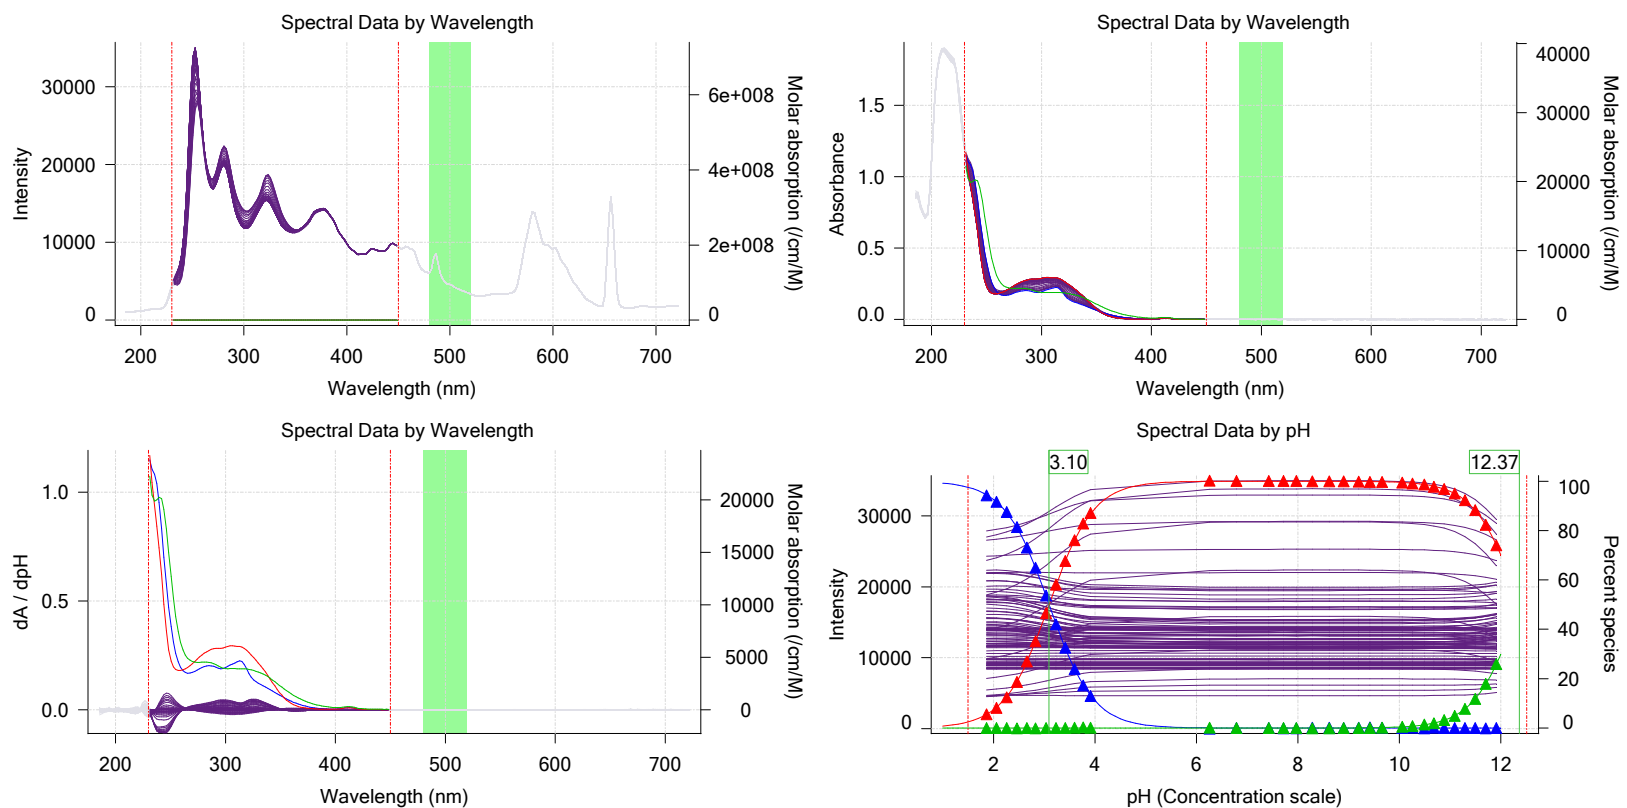 Spectral Data by Wavelength
Intensity
30000
20000
10000
0
6e+008
4e+008
2e+008
0
Molar absorption (/cm/M)
200 300 400 500 600 700
Wavelength (nm)
Spectral Data by Wavelength
Absorbance
1.5
1.0
0.5
0.0
40000
30000
20000
10000
0
Molar absorption (/cm/M)
200 300 400 500 600 700
Wavelength (nm)
Spectral Data by Wavelength
dA / dpH
1.0
0.5
0.0
20000
15000
10000
5000
0
Molar absorption (/cm/M)
200 300 400 500 600 700
Wavelength (nm)
Spectral Data by pH
3.10 12.37
Intensity
30000
20000
10000
0
100
80
60
40
20
0
Percent species
2 4 6 8 10 12
pH (Concentration scale)